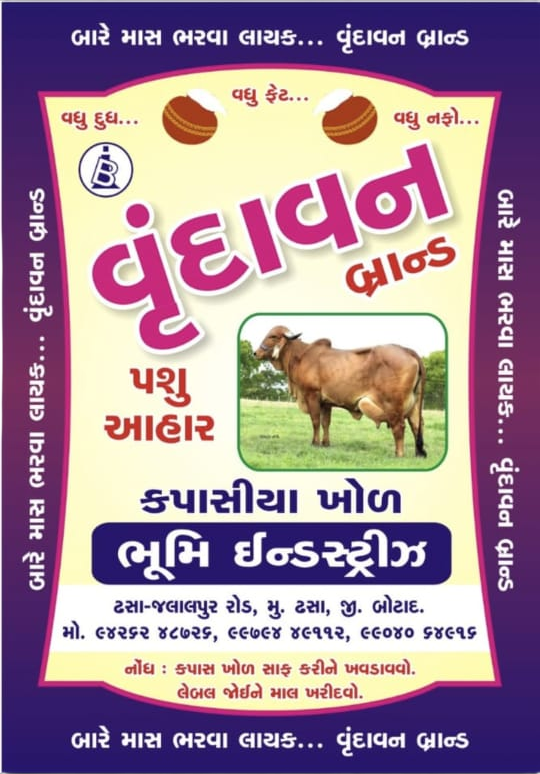 બારે માસ ભરવા લાયક... વૃંદાવન બ્રાન્ડ
વધુ દુધ...
વધુ ફેટ...
વધુ નફો...
B
વૃંદાવન
બ્રાન્ડ
પશુ
આહાર
કપાસીયા ખોળ
ભૂમિ ઈન્ડસ્ટ્રીઝ
ઢસા-જલાલપુર રોડ, મુ. ઢસા, જી. બોટાદ.
મો. ૯૪૨૬૨ ૪૮૭૨૬, ૯૯૭૯૪ ૪૯૧૧૨, ૯૯૦૪૦ ૬૪૯૧૬
નોંધ : કપાસ ખોળ સાફ કરીને ખવડાવવો.
લેબલ જોઈને માલ ખરીદવો.
બારે માસ ભરવા લાયક... વૃંદાવન બ્રાન્ડ
બારે માસ ભરવા લાયક... વૃંદાવન બ્રાન્ડ
બારે માસ ભરવા લાયક... વૃંદાવન બ્રાન્ડ